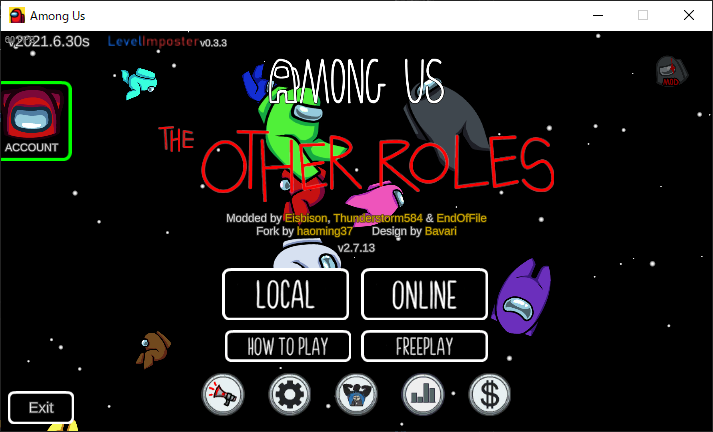 Among Us
v2021.6.30s
LevelImposter v0.3.3
AMONG US
MOD
ACCOUNT
THE
OTHER ROLES
Modded by Eisbison, Thunderstorm584 & EndOfFile
Fork by haoming37 Design by Bavari
v2.7.13
LOCAL
ONLINE
HOW TO PLAY
FREEPLAY
Exit
$